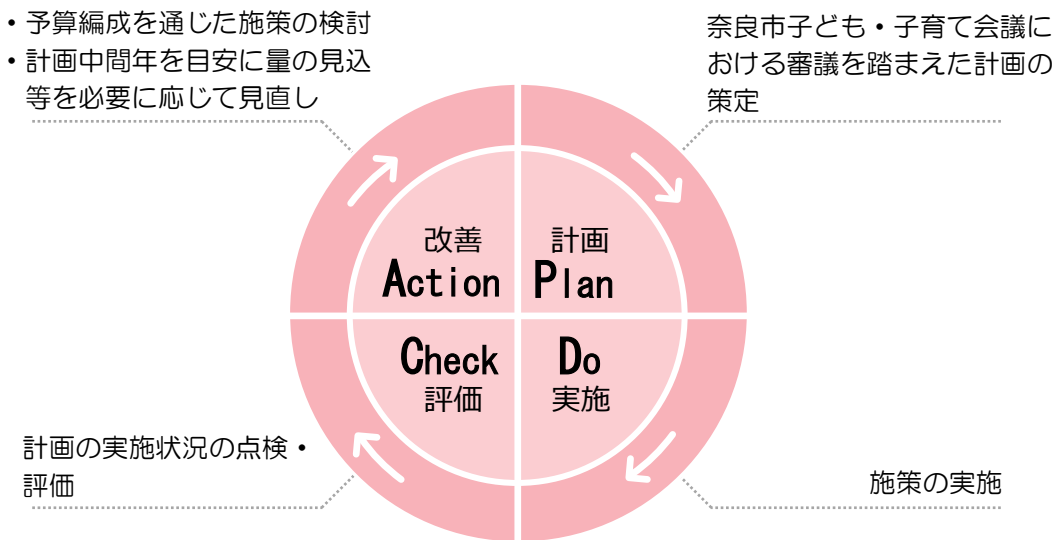 ・予算編成を通じた施策の検討
・計画中間年を目安に量の見込
等を必要に応じて見直し
奈良市子ども・子育て会議に
おける審議を踏まえた計画の
策定
改善
Action
計画
Plan
Check
評価
Do
実施
計画の実施状況の点検・
評価
施策の実施